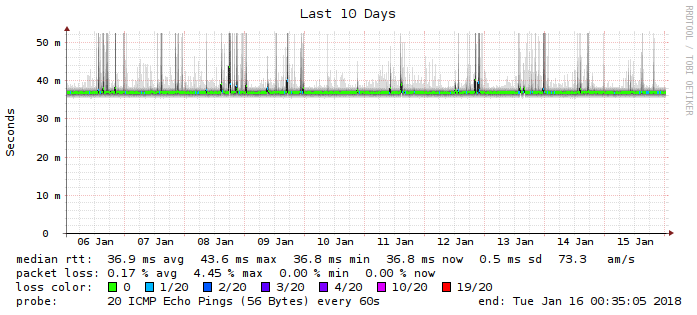 Last 10 Days
RRDTOOL / TOBI OETIKER
Seconds
50 m
40 m
30 m
20 m
10 m
0
06 Jan 07 Jan 08 Jan 09 Jan 10 Jan 11 Jan 12 Jan 13 Jan 14 Jan 15 Jan
median rtt: 36.9 ms avg 43.6 ms max 36.8 ms min 36.8 ms now 0.5 ms sd 73.3 am/s
packet loss: 0.17 % avg 4.45 % max 0.00 % min 0.00 % now
loss color: 0 1/20 2/20 3/20 4/20 10/20 19/20
probe: 20 ICMP Echo Pings (56 Bytes) every 60s end: Tue Jan 16 00:35:05 2018